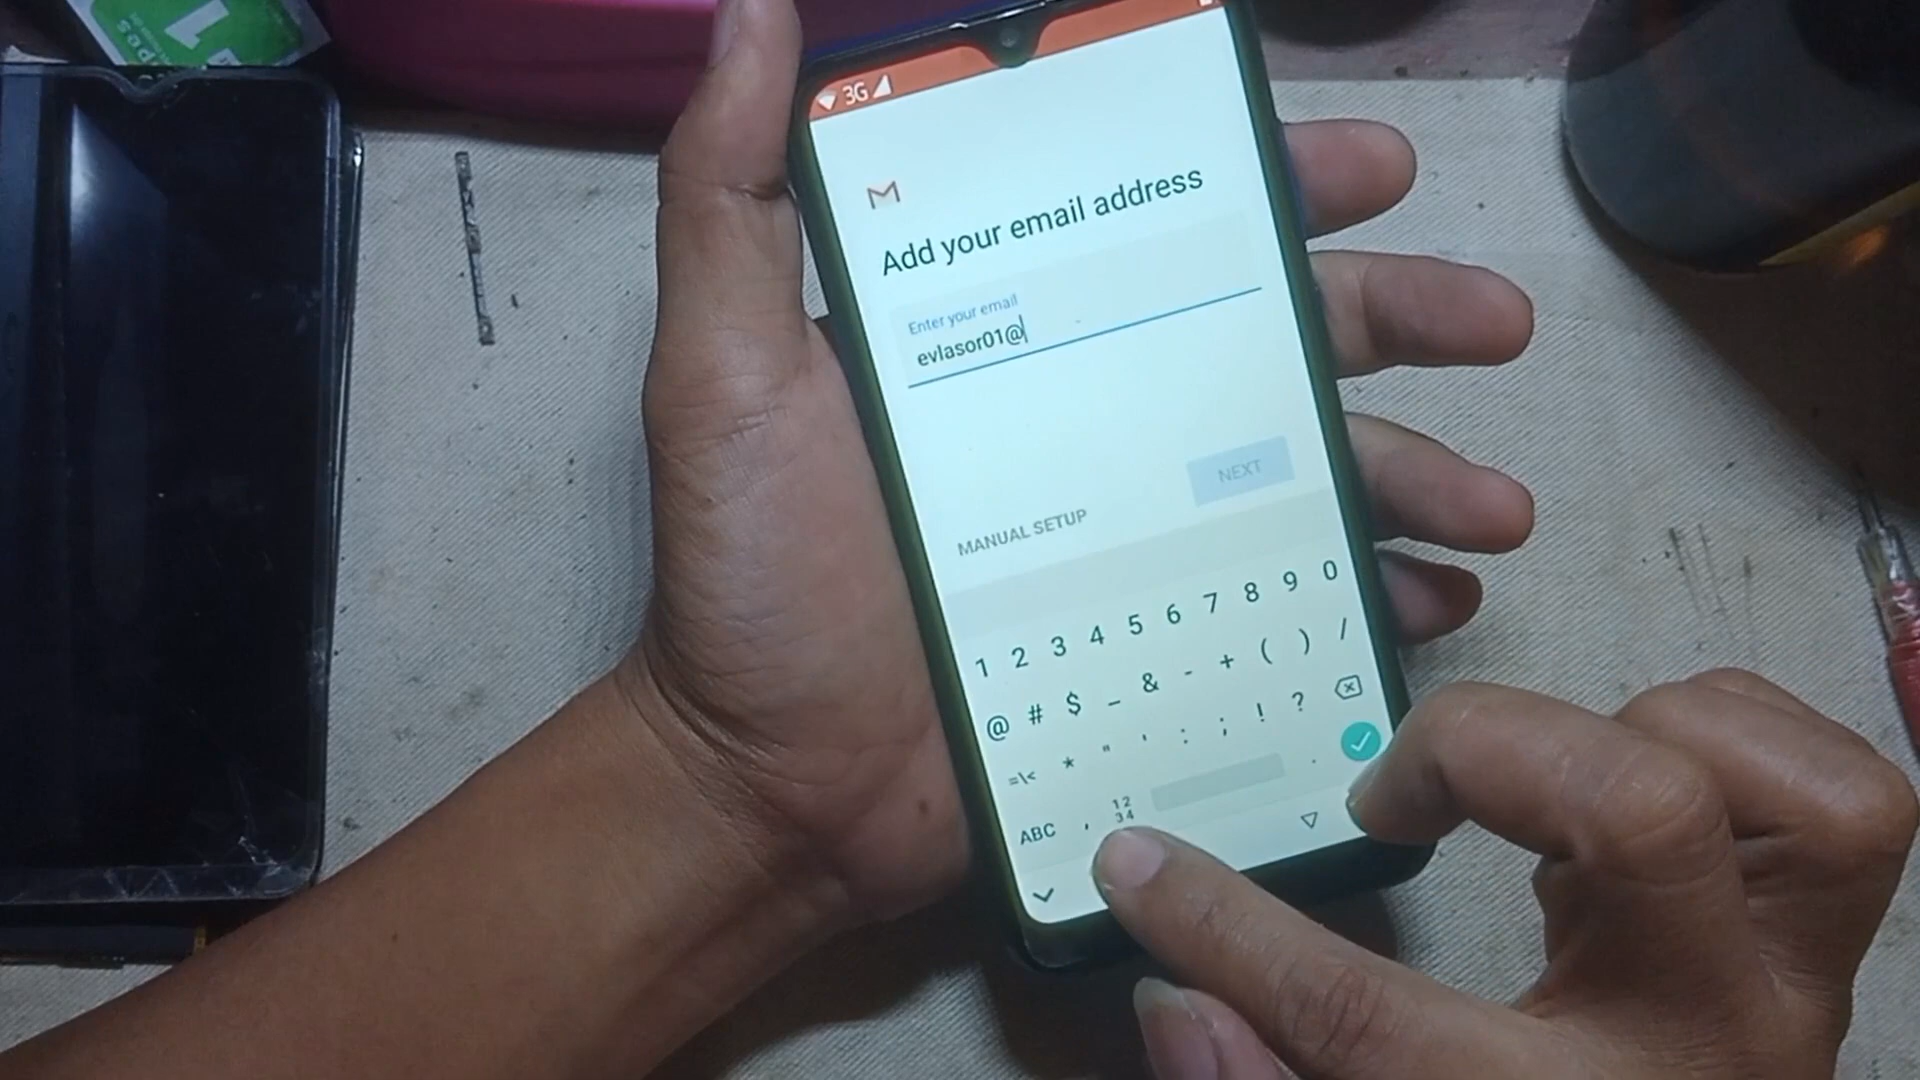 3G
Add your email address
Enter your email
evlasor01@
NEXT
MANUAL SETUP
1 2 3 4 5 6 7 8 9 0
@ # $ _ & - + ( ) /
=\< * " ' : ; ! ?
ABC , 12 34 .
1